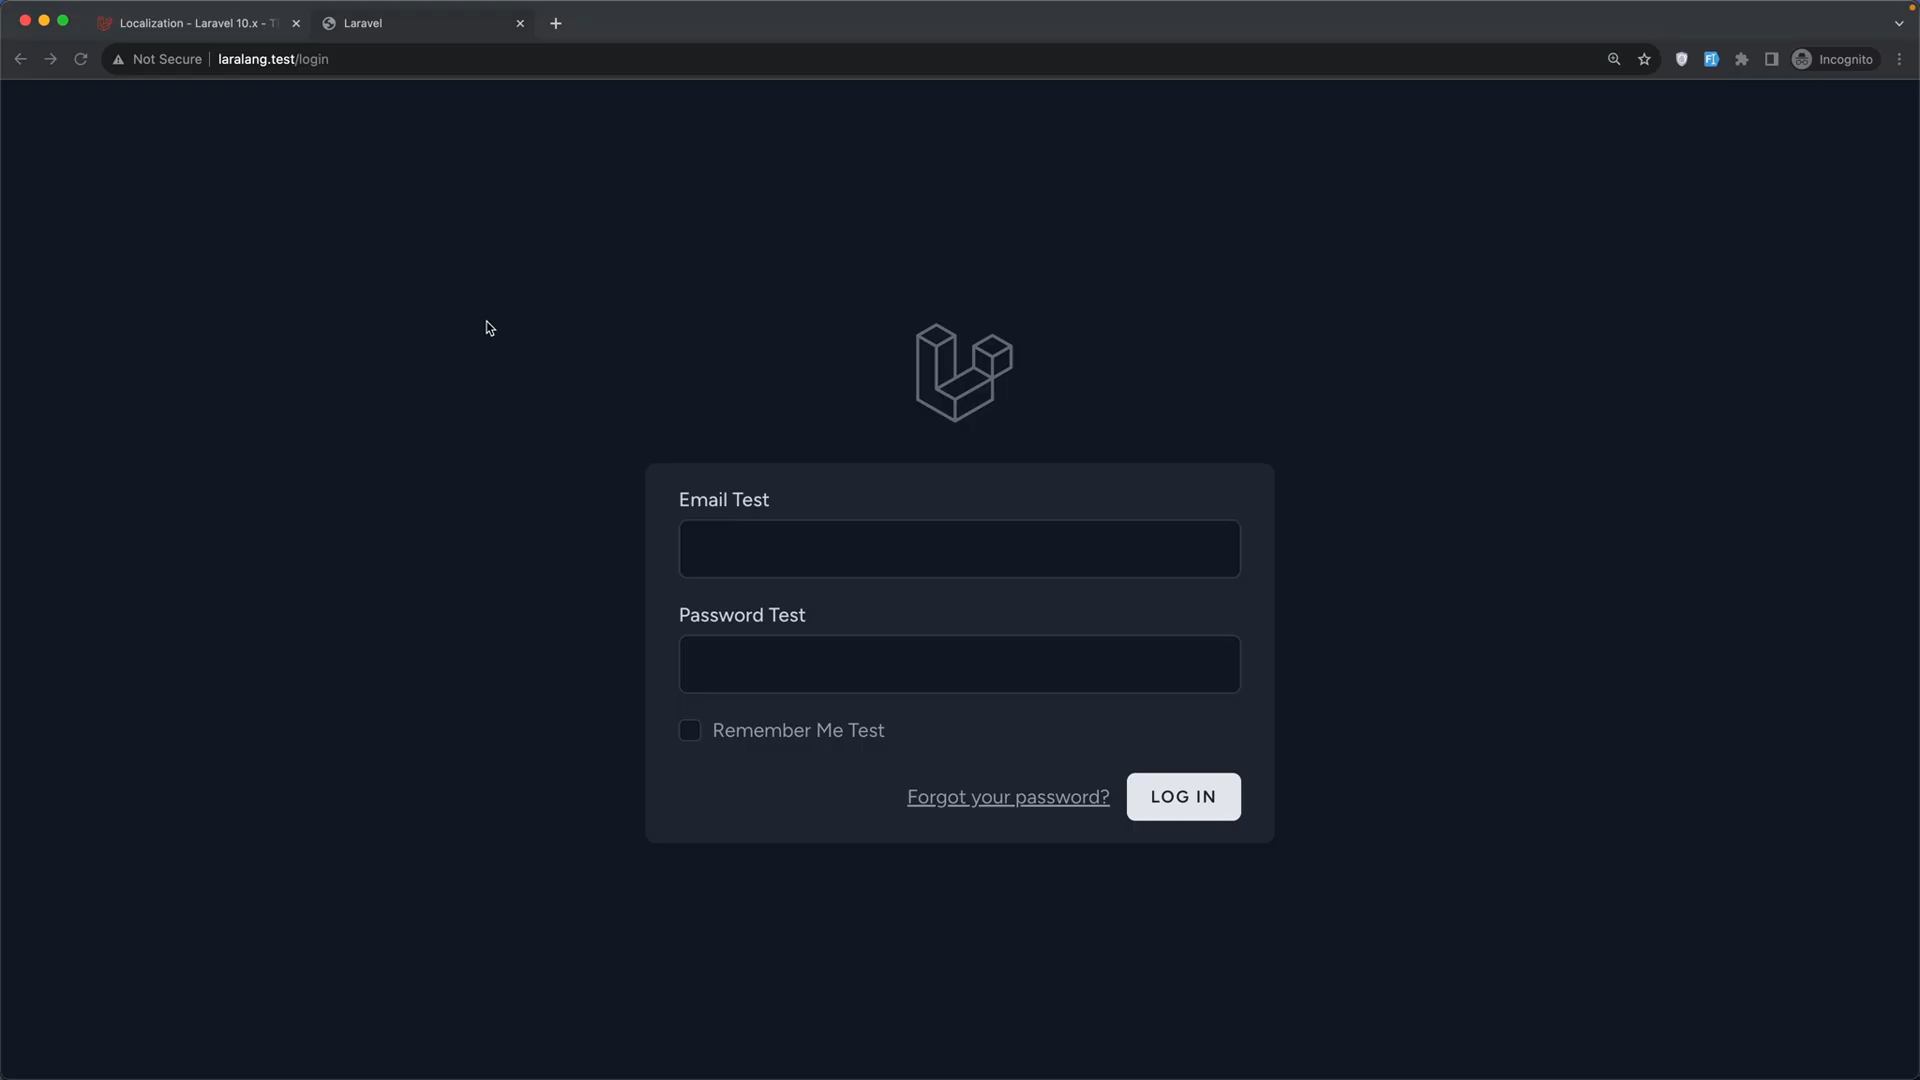 Localization - Laravel 10.x -
Laravel
Not Secure
laralang.test/login
Incognito
Email Test
Password Test
Remember Me Test
Forgot your password?
LOG IN